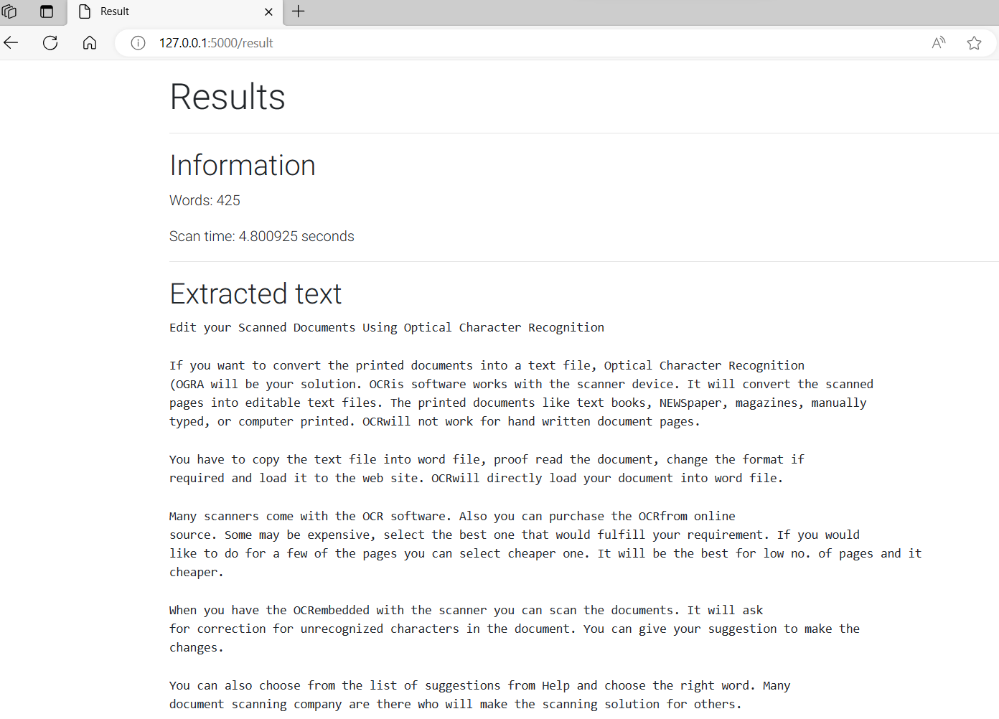 Result
127.0.0.1:5000/result
Results
Information
Words: 425
Scan time: 4.800925 seconds
Extracted text
Edit your Scanned Documents Using Optical Character Recognition
If you want to convert the printed documents into a text file, Optical Character Recognition
(OGRA will be your solution. OCRis software works with the scanner device. It will convert the scanned
pages into editable text files. The printed documents like text books, NEWSpaper, magazines, manually
typed, or computer printed. OCRwill not work for hand written document pages.
You have to copy the text file into word file, proof read the document, change the format if
required and load it to the web site. OCRwill directly load your document into word file.
Many scanners come with the OCR software. Also you can purchase the OCRfrom online
source. Some may be expensive, select the best one that would fulfill your requirement. If you would
like to do for a few of the pages you can select cheaper one. It will be the best for low no. of pages and it
cheaper.
When you have the OCRembedded with the scanner you can scan the documents. It will ask
for correction for unrecognized characters in the document. You can give your suggestion to make the
changes.
You can also choose from the list of suggestions from Help and choose the right word. Many
document scanning company are there who will make the scanning solution for others.